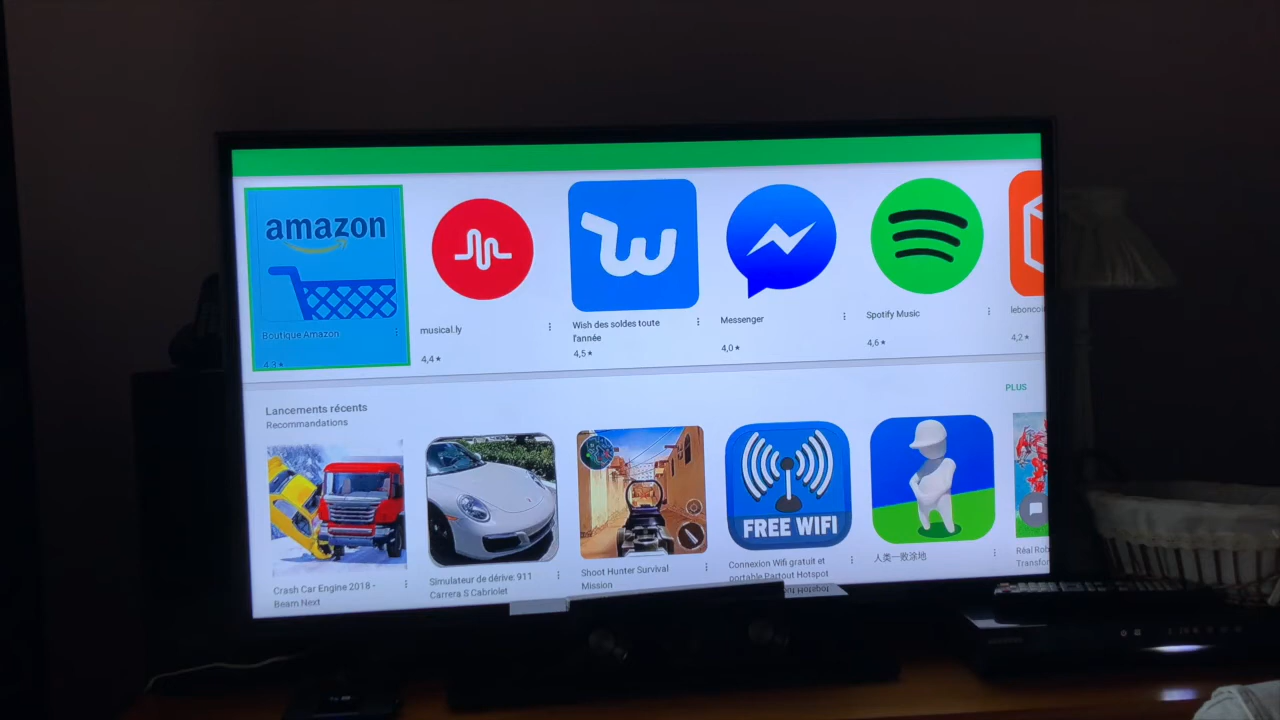 amazon
Boutique Amazon
4,3★
musical.ly
4,4★
Wish des soldes toute
l'année
4,5★
Messenger
4,0★
Spotify Music
4,6★
leboncoi
4,2★
Lancements récents
Recommandations
PLUS
FREE WIFI
Crash Car Engine 2018 -
Beam Next
Simulateur de dérive: 911
Carrera S Cabriolet
Shoot Hunter Survival
Mission
Connexion Wifi gratuit et
portable Partout Hotspot
人类一败涂地
Réal Rob
Transfor